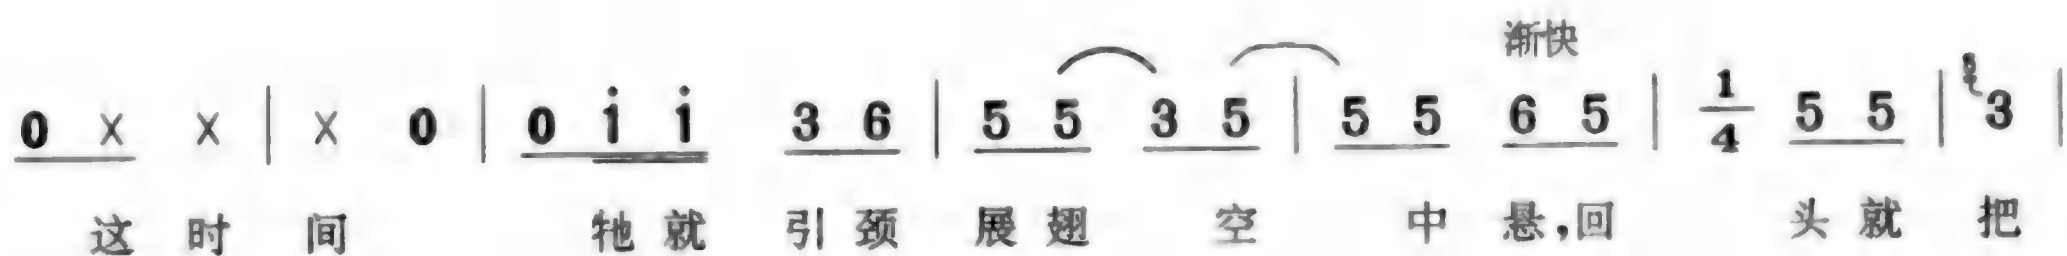 渐快
0 X X | X 0 | 0 i i 3 6 | 5 5 3 5 | 5 5 6 5 | 1/4 5 5 | 3 |
这时间 牠就 引颈 展翅 空 中 悬,回 头就 把